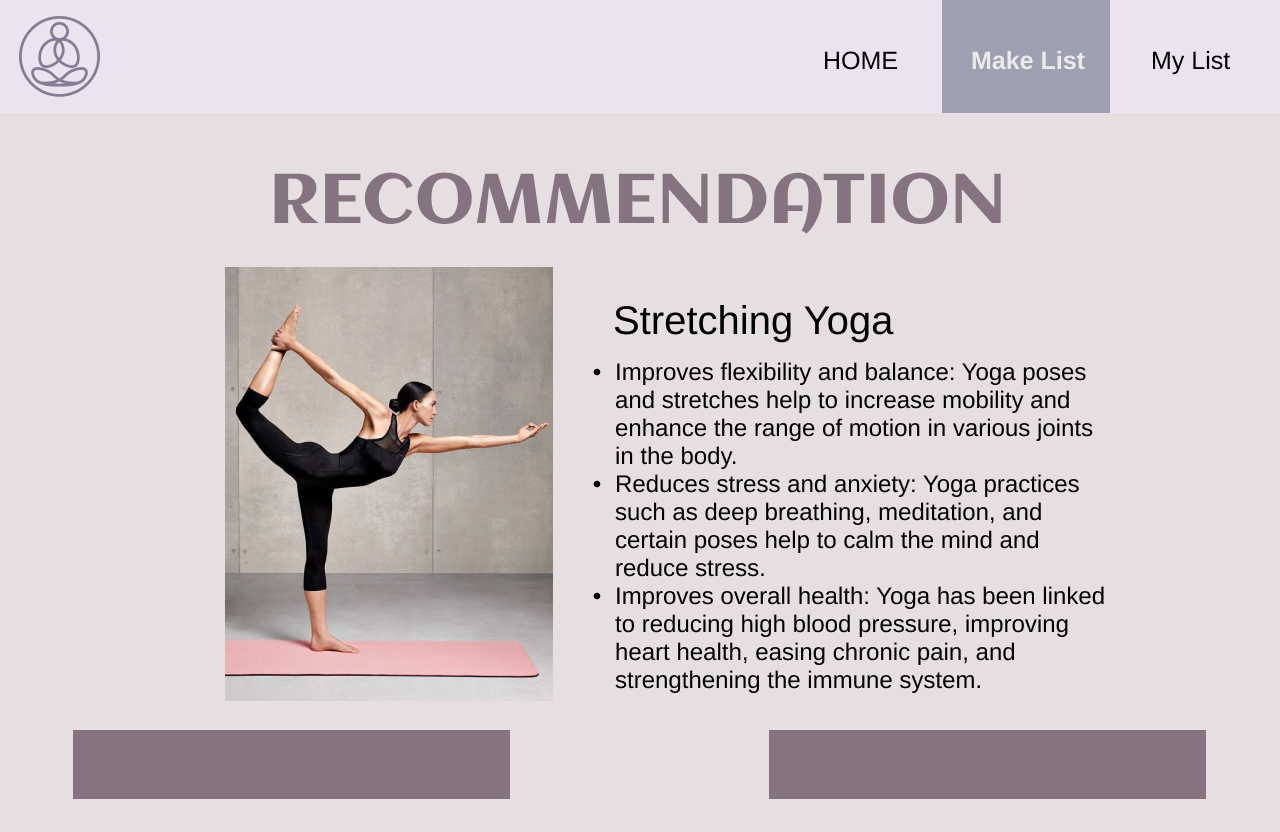 HOME
Make List
My List
RECOMMENDATION
Stretching Yoga
• Improves flexibility and balance: Yoga poses
and stretches help to increase mobility and
enhance the range of motion in various joints
in the body.
• Reduces stress and anxiety: Yoga practices
such as deep breathing, meditation, and
certain poses help to calm the mind and
reduce stress.
• Improves overall health: Yoga has been linked
to reducing high blood pressure, improving
heart health, easing chronic pain, and
strengthening the immune system.